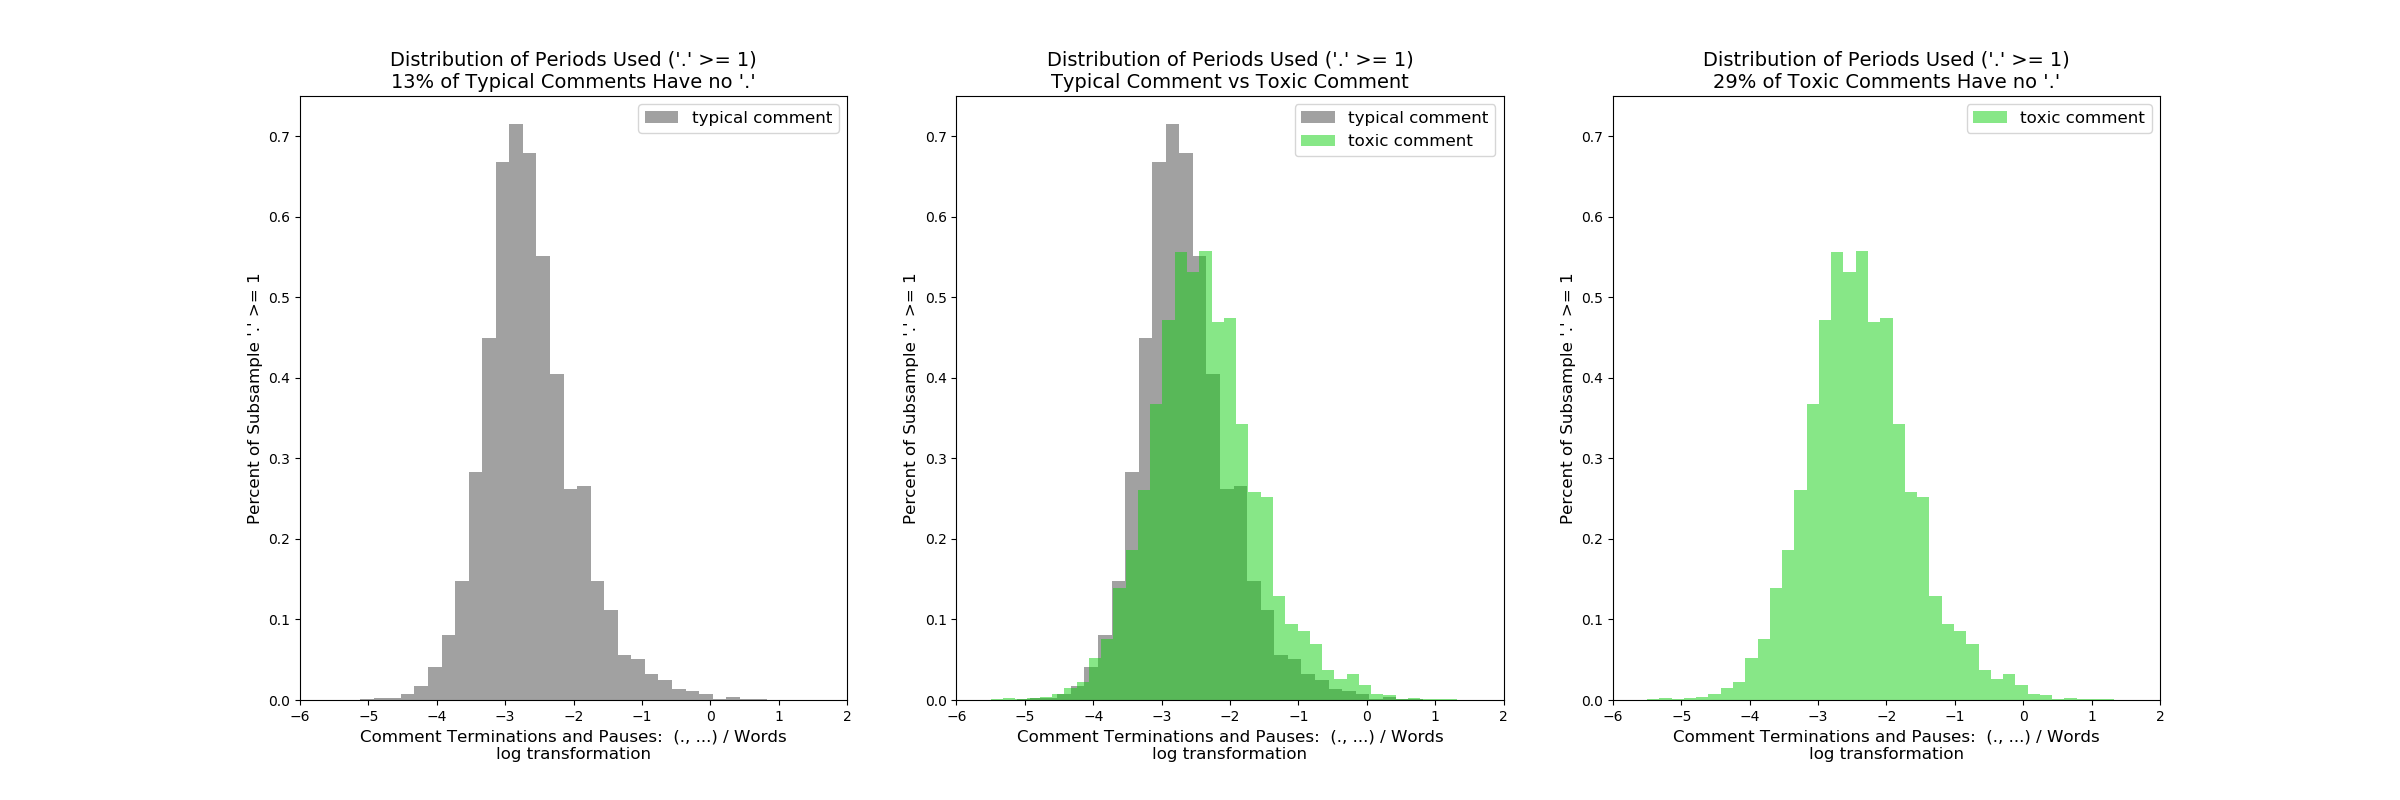 Distribution of Periods Used ('.' >= 1)
13% of Typical Comments Have no '.'
typical comment
Percent of Subsample '.' >= 1
0.7
0.6
0.5
0.4
0.3
0.2
0.1
0.0
−6 −5 −4 −3 −2 −1 0 1 2
Comment Terminations and Pauses:  (., ...) / Words
log transformation
Distribution of Periods Used ('.' >= 1)
Typical Comment vs Toxic Comment
typical comment
toxic comment
Percent of Subsample '.' >= 1
0.7
0.6
0.5
0.4
0.3
0.2
0.1
0.0
−6 −5 −4 −3 −2 −1 0 1 2
Comment Terminations and Pauses:  (., ...) / Words
log transformation
Distribution of Periods Used ('.' >= 1)
29% of Toxic Comments Have no '.'
toxic comment
Percent of Subsample '.' >= 1
0.7
0.6
0.5
0.4
0.3
0.2
0.1
0.0
−6 −5 −4 −3 −2 −1 0 1 2
Comment Terminations and Pauses:  (., ...) / Words
log transformation